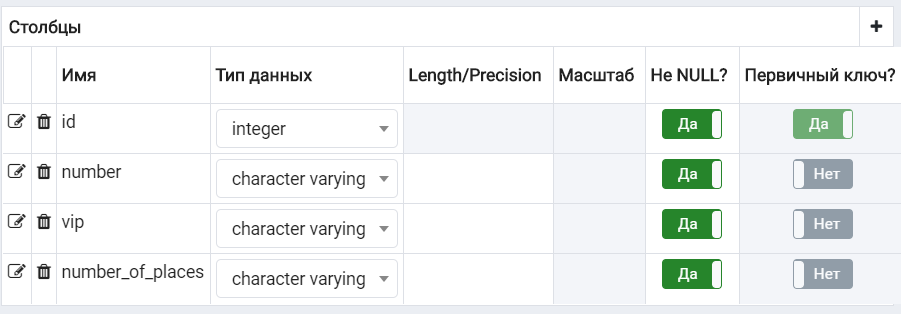 Столбцы
Имя Тип данных Length/Precision Масштаб Не NULL? Первичный ключ?
id integer Да Да
number character varying Да Нет
vip character varying Да Нет
number_of_places character varying Да Нет